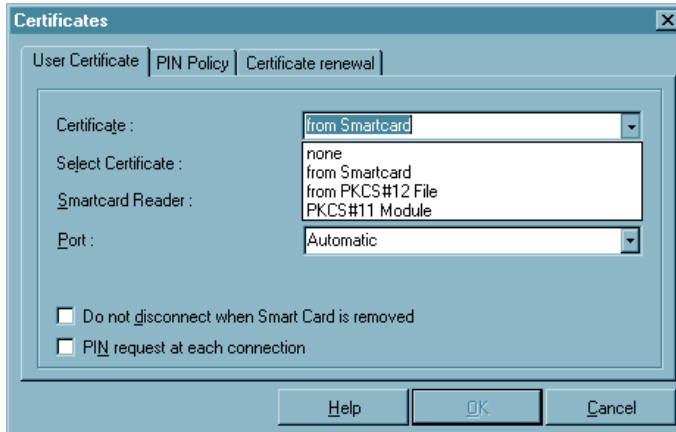 Certificates
User Certificate PIN Policy Certificate renewal
Certificate : from Smartcard
none
Select Certificate :
from Smartcard
from PKCS#12 File
Smartcard Reader :
PKCS#11 Module
Port : Automatic
Do not disconnect when Smart Card is removed
PIN request at each connection
Help OK Cancel